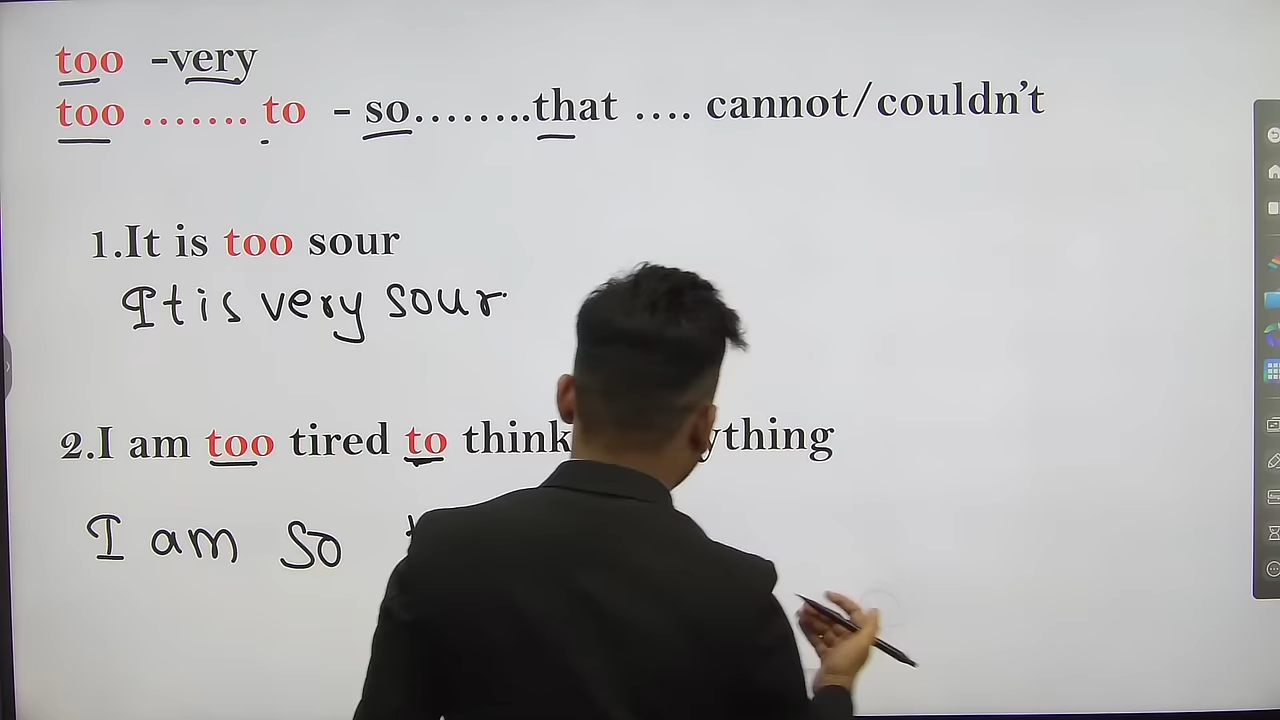 too -very
too ....... to - so........that .... cannot/couldn't
1.It is too sour
It is very sour.
2.I am too tired to think ything
I am so